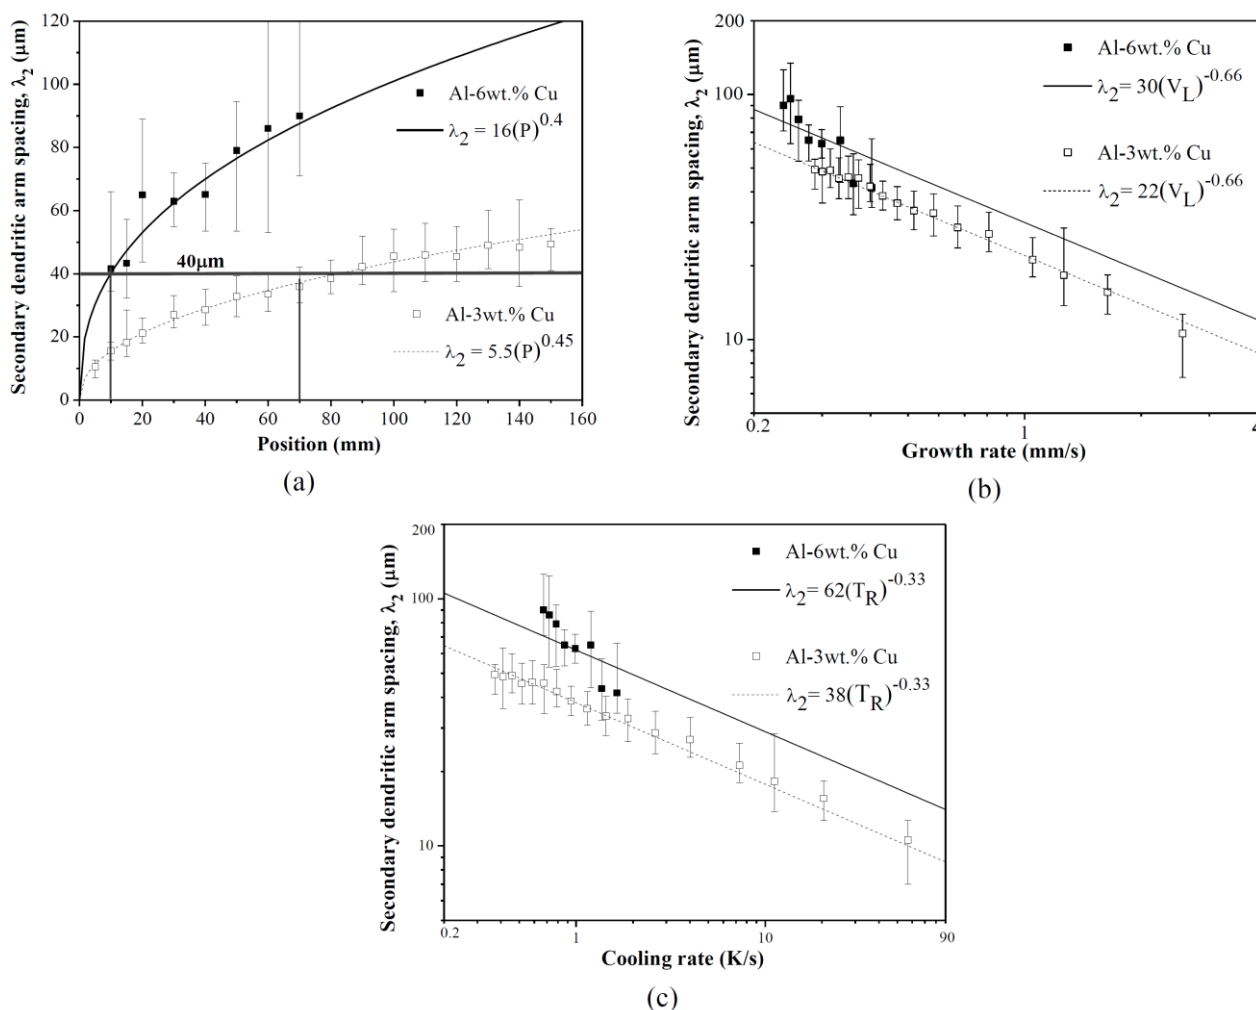 120
100
80
60
40
20
0
Secondary dendritic arm spacing, λ₂ (μm)
Al-6wt.% Cu
λ₂ = 16(P)^0.4
40μm
Al-3wt.% Cu
λ₂ = 5.5(P)^0.45
0 20 40 60 80 100 120 140 160
Position (mm)
(a)
200
100
10
Secondary dendritic arm spacing, λ₂ (μm)
Al-6wt.% Cu
λ₂= 30(V_L)^-0.66
Al-3wt.% Cu
λ₂= 22(V_L)^-0.66
0.2 1 4
Growth rate (mm/s)
(b)
200
100
10
Secondary dendritic arm spacing, λ₂ (μm)
Al-6wt.% Cu
λ₂= 62(T_R)^-0.33
Al-3wt.% Cu
λ₂= 38(T_R)^-0.33
0.2 1 10 90
Cooling rate (K/s)
(c)